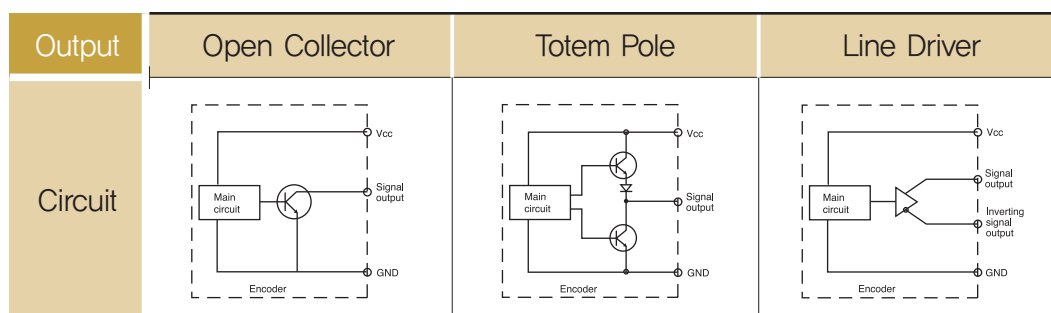 Output
Open Collector
Totem Pole
Line Driver
Circuit
Vcc
Main
circuit
Signal
output
GND
Encoder
Vcc
Main
circuit
Signal
output
GND
Encoder
Vcc
Main
circuit
Signal
output
Inverting
signal
output
GND
Encoder